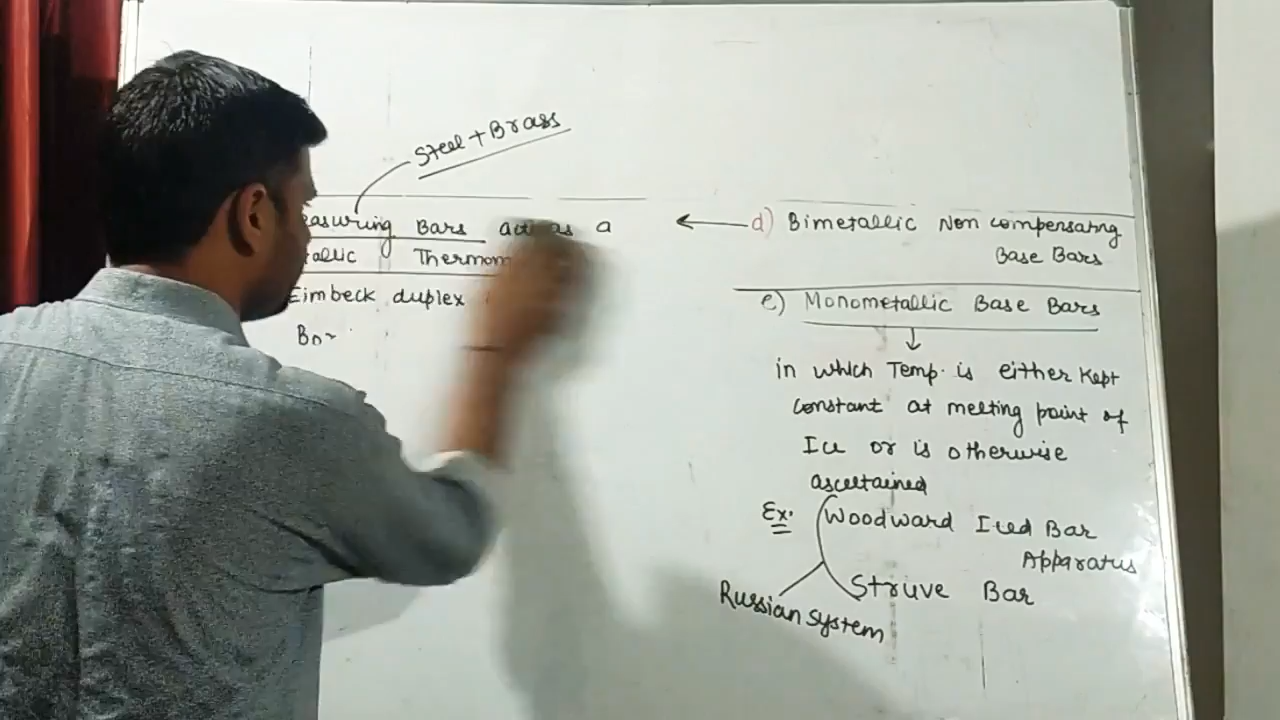 Steel + Brass
Bars act as a
Thermom
Eimbeck duplex
d) Bimetallic Non compensating
Base Bars
e) Monometallic Base Bars
in which Temp. is either Kept
constant at melting point of
Ice or is otherwise
ascertained
Ex. Woodward Iced Bar
Apparatus
Struve Bar
Russian system